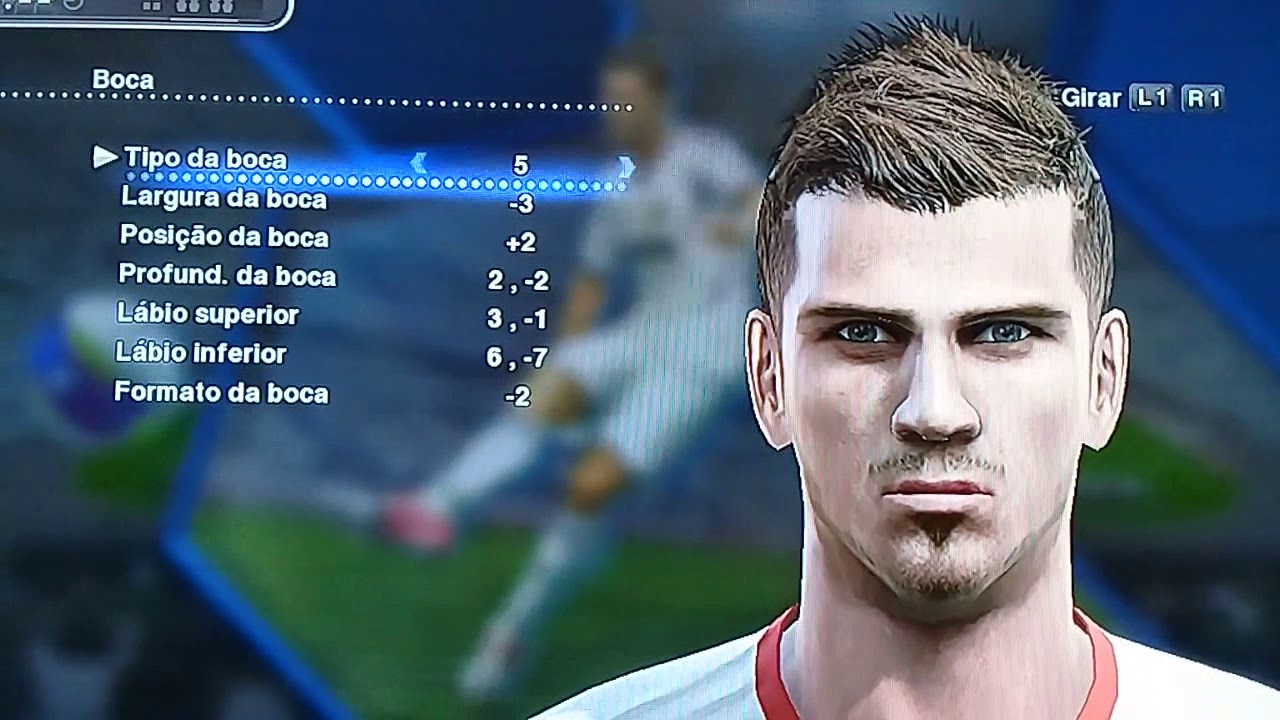 Boca
Girar L1 R1
Tipo da boca 5
Largura da boca -3
Posição da boca +2
Profund. da boca 2 , -2
Lábio superior 3 , -1
Lábio inferior 6 , -7
Formato da boca -2